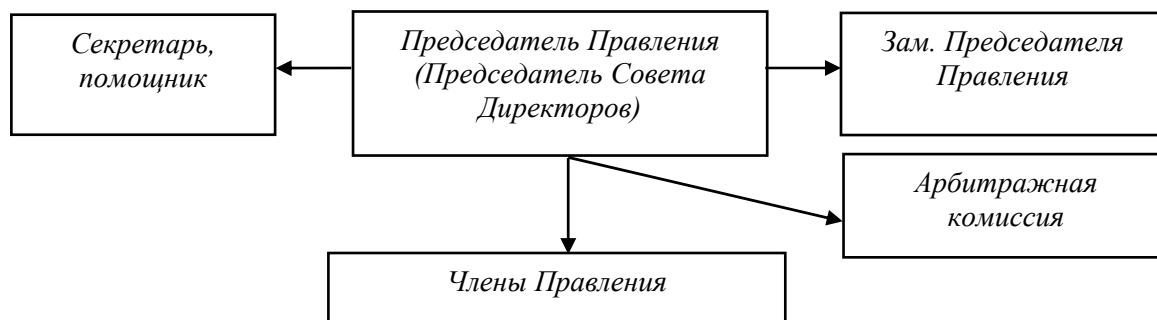 Секретарь,
помощник
Председатель Правления
(Председатель Совета
Директоров)
Зам. Председателя
Правления
Арбитражная
комиссия
Члены Правления